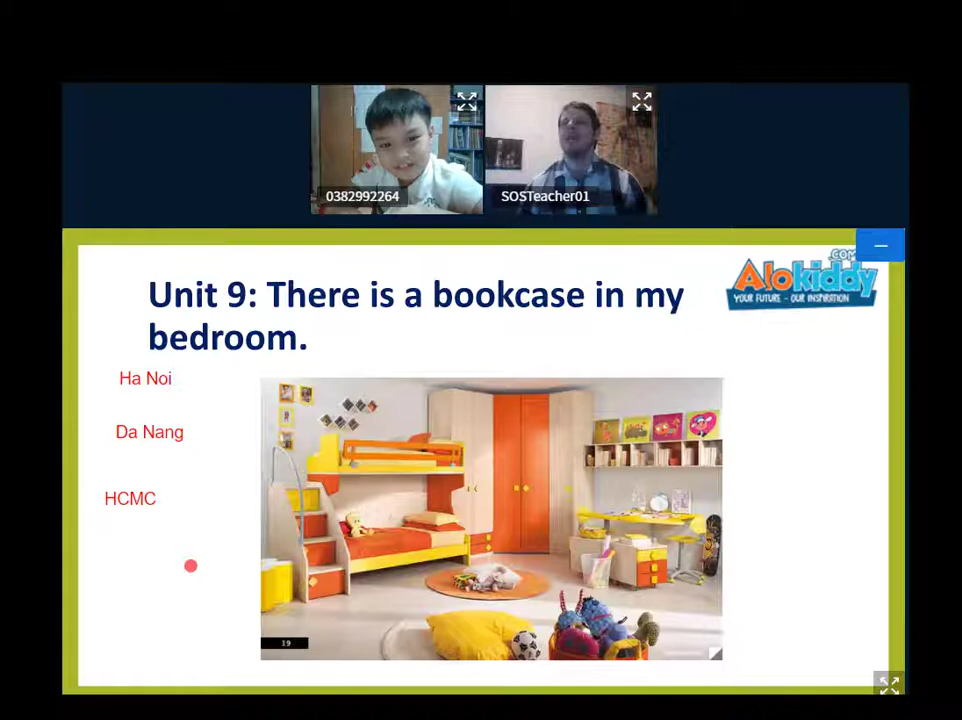 0382992264
SOSTeacher01
.COM
Alokiddy
YOUR FUTURE - OUR INSPIRATION
Unit 9: There is a bookcase in my
bedroom.
Ha Noi
Da Nang
HCMC
19